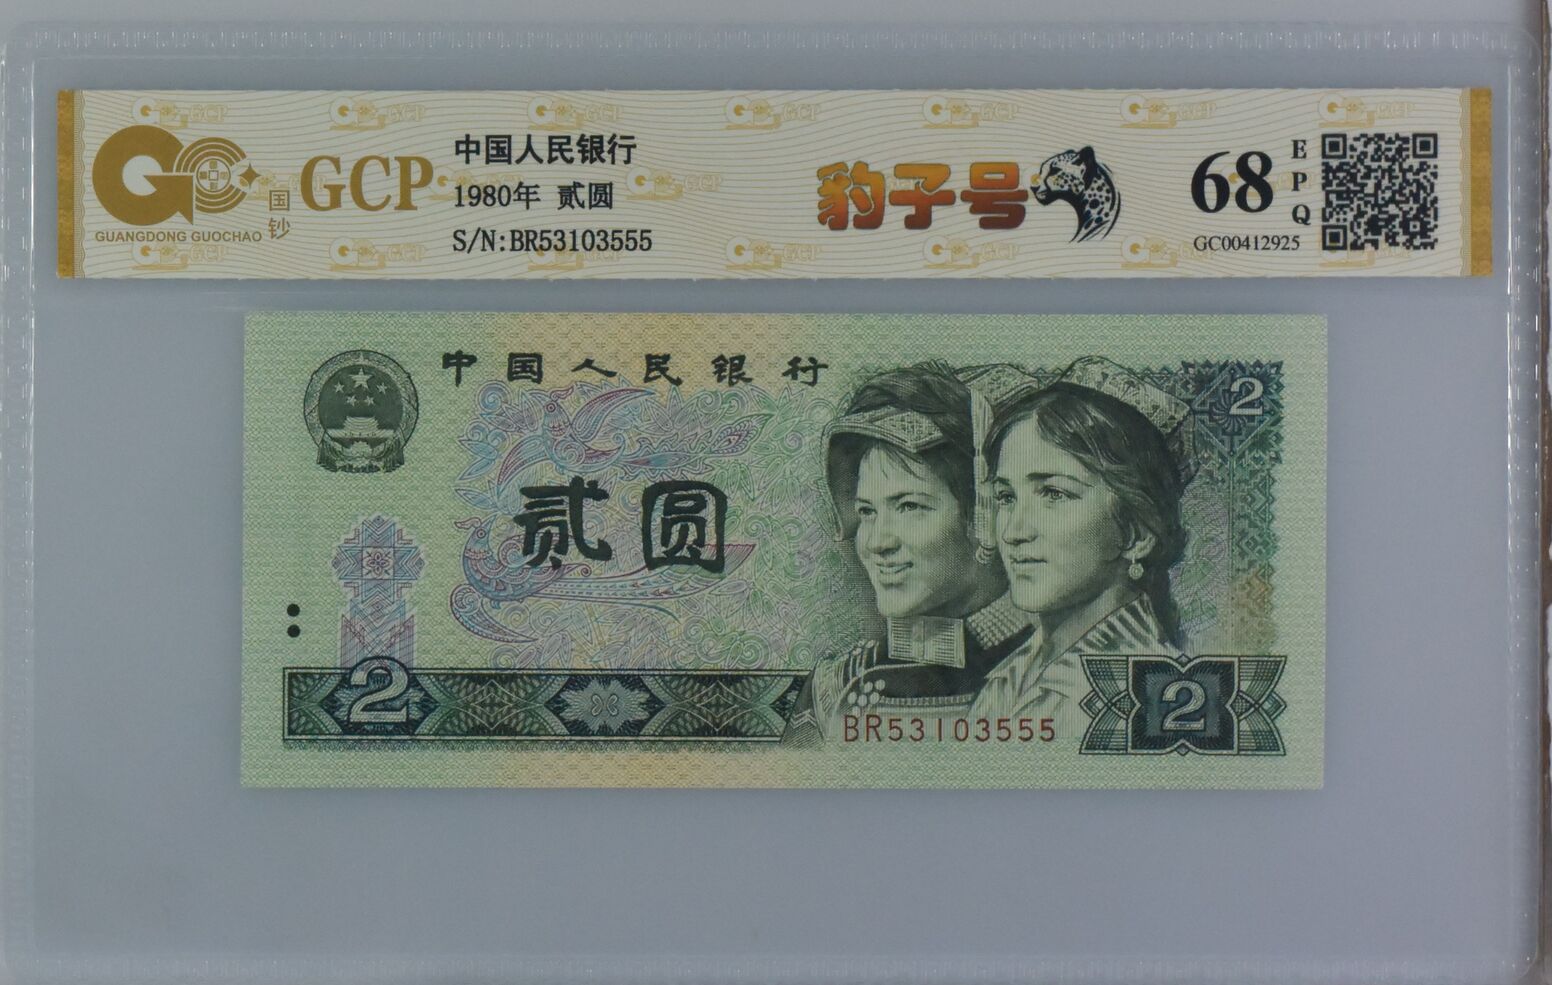 GCP
GUANGDONG GUOCHAO
国钞
中国人民银行
1980年 贰圆
S/N:BR53103555
豹子号
68
EPQ
GC00412925
中国人民银行
2
贰圆
2
BR53103555
2